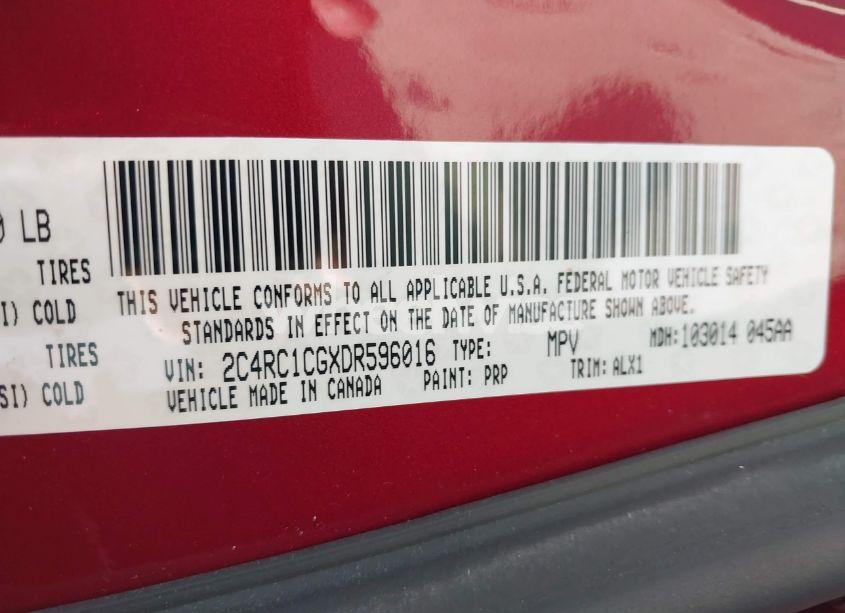 0 LB
TIRES
I) COLD
TIRES
SI) COLD
THIS VEHICLE CONFORMS TO ALL APPLICABLE U.S.A. FEDERAL MOTOR VEHICLE SAFETY
STANDARDS IN EFFECT ON THE DATE OF MANUFACTURE SHOWN ABOVE.
VIN: 2C4RC1CGXDR596016 TYPE: MPV MDH:103014 045AA
VEHICLE MADE IN CANADA PAINT: PRP TRIM: ALX1